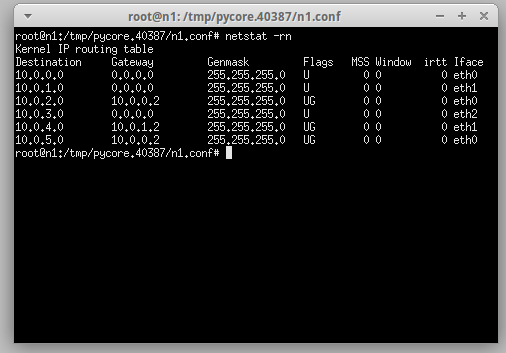 root@n1: /tmp/pycore.40387/n1.conf
root@n1:/tmp/pycore.40387/n1.conf# netstat -rn
Kernel IP routing table
Destination     Gateway         Genmask         Flags   MSS Window  irtt Iface
10.0.0.0        0.0.0.0         255.255.255.0   U         0 0          0 eth0
10.0.1.0        0.0.0.0         255.255.255.0   U         0 0          0 eth1
10.0.2.0        10.0.0.2        255.255.255.0   UG        0 0          0 eth0
10.0.3.0        0.0.0.0         255.255.255.0   U         0 0          0 eth2
10.0.4.0        10.0.1.2        255.255.255.0   UG        0 0          0 eth1
10.0.5.0        10.0.0.2        255.255.255.0   UG        0 0          0 eth0
root@n1:/tmp/pycore.40387/n1.conf#